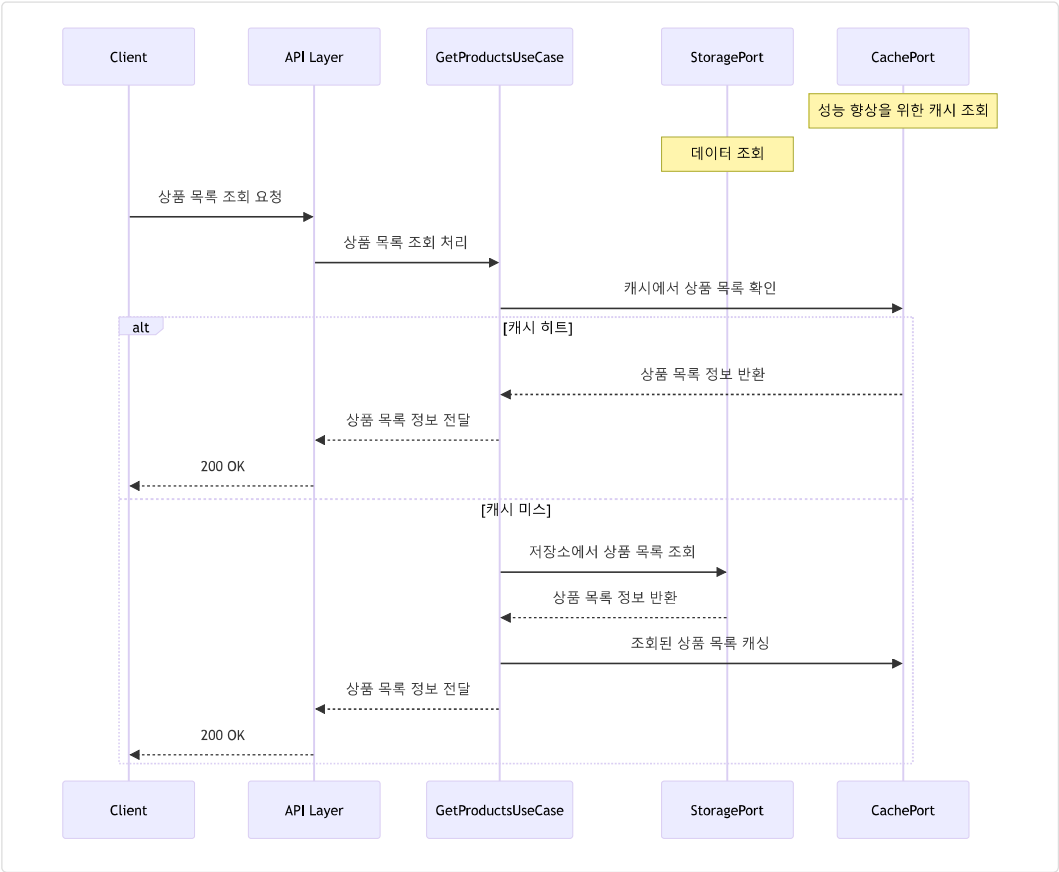 Client
API Layer
GetProductsUseCase
StoragePort
CachePort
성능 향상을 위한 캐시 조회
데이터 조회
상품 목록 조회 요청
상품 목록 조회 처리
캐시에서 상품 목록 확인
alt
[캐시 히트]
상품 목록 정보 반환
상품 목록 정보 전달
200 OK
[캐시 미스]
저장소에서 상품 목록 조회
상품 목록 정보 반환
조회된 상품 목록 캐싱
상품 목록 정보 전달
200 OK
Client
API Layer
GetProductsUseCase
StoragePort
CachePort